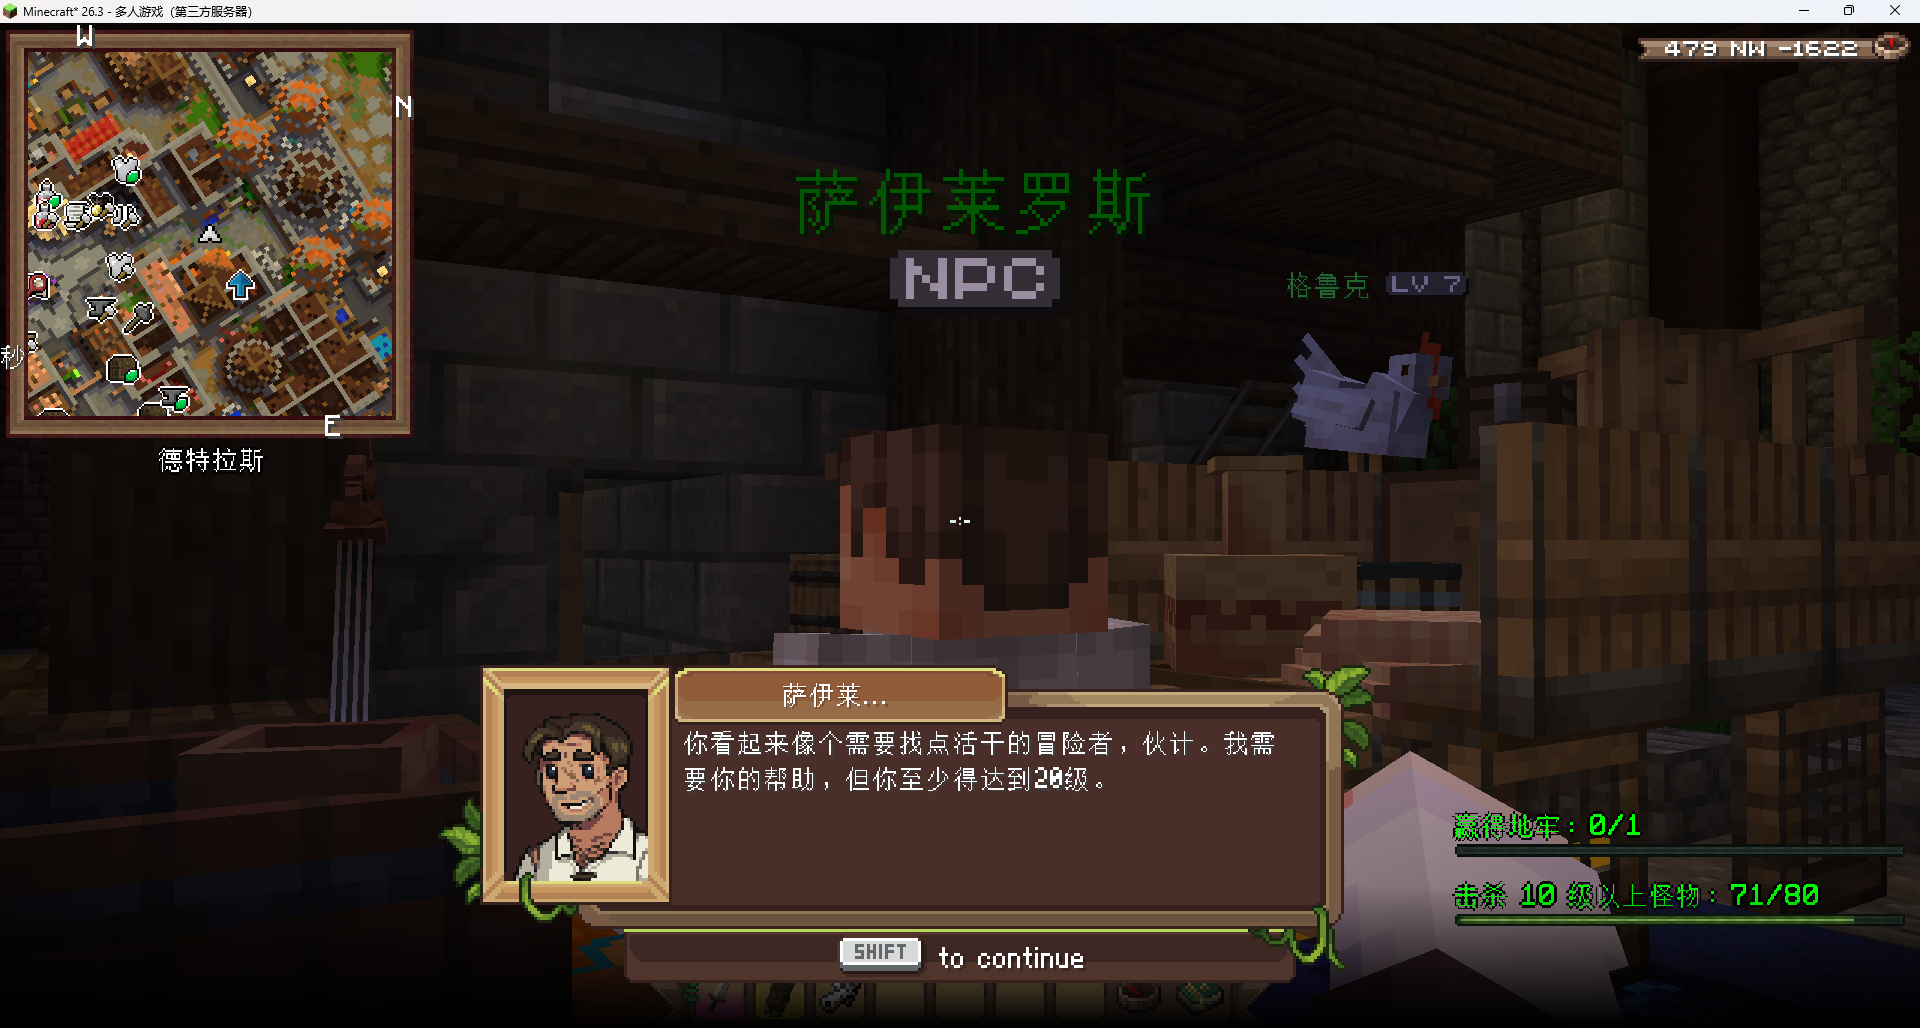 Minecraft* 26.3 - 多人游戏（第三方服务器）
W
479 NW -1622
N
萨伊莱罗斯
NPC
格鲁克 LV 7
秒
E
德特拉斯
萨伊莱...
你看起来像个需要找点活干的冒险者，伙计。我需
要你的帮助，但你至少得达到20级。
赢得地牢：0/1
击杀 10 级以上怪物：71/80
SHIFT to continue